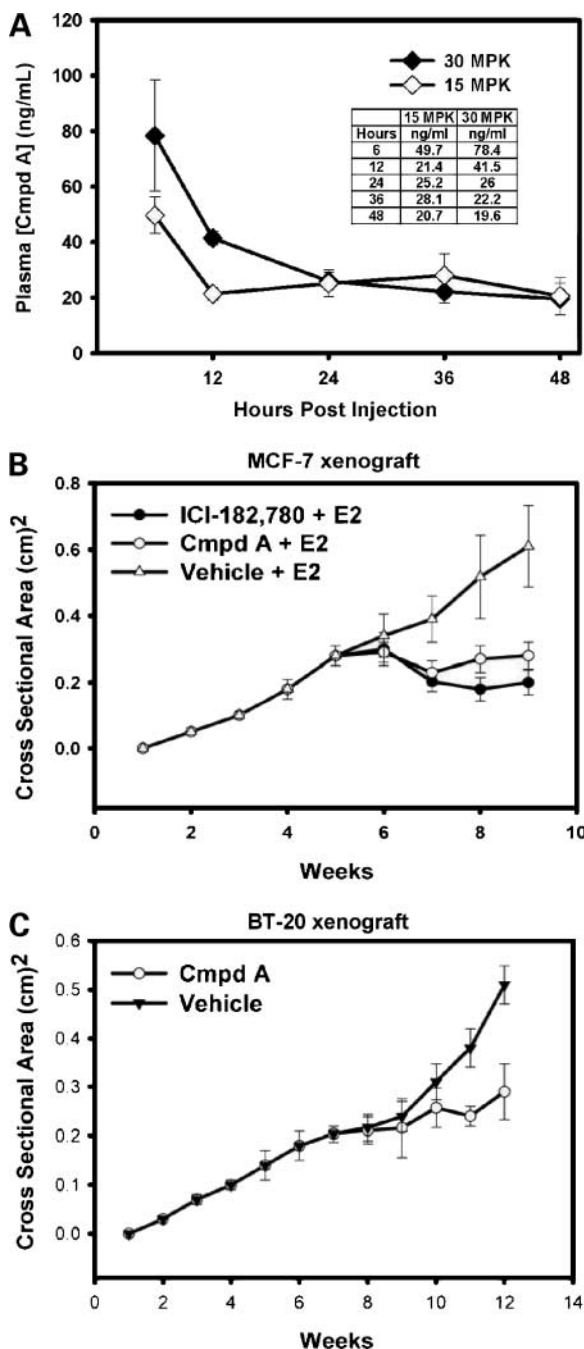 A
120
100
80
60
40
20
0
Plasma [Cmpd A] (ng/mL)
30 MPK
15 MPK
15 MPK 30 MPK
Hours ng/ml ng/ml
6 49.7 78.4
12 21.4 41.5
24 25.2 26
36 28.1 22.2
48 20.7 19.6
12 24 36 48
Hours Post Injection
B
MCF-7 xenograft
0.8
0.6
0.4
0.2
0.0
Cross Sectional Area (cm)2
ICI-182,780 + E2
Cmpd A + E2
Vehicle + E2
0 2 4 6 8 10
Weeks
C
BT-20 xenograft
0.6
0.5
0.4
0.3
0.2
0.1
0.0
Cross Sectional Area (cm)2
Cmpd A
Vehicle
0 2 4 6 8 10 12 14
Weeks